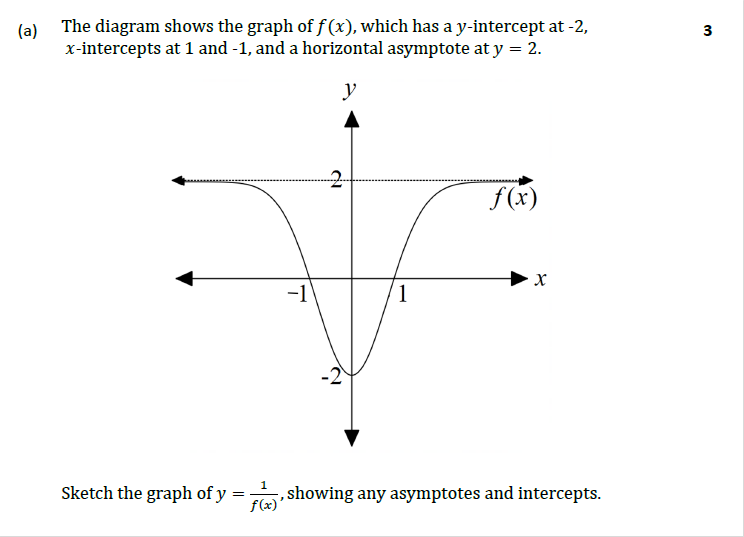 (a) The diagram shows the graph of f(x), which has a y-intercept at -2, 3
x-intercepts at 1 and -1, and a horizontal asymptote at y = 2.
y
2
f(x)
x
−1 1
-2
Sketch the graph of y = 1/f(x), showing any asymptotes and intercepts.